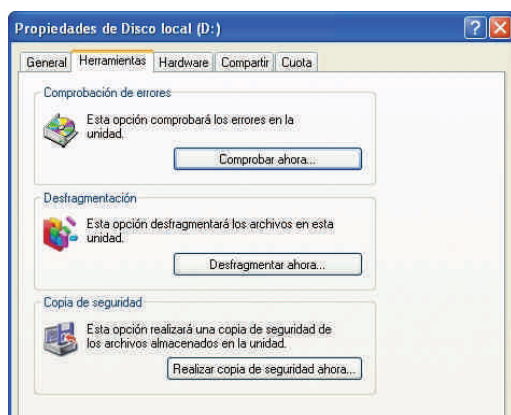 Propiedades de Disco local (D:)
General Herramientas Hardware Compartir Cuota
Comprobación de errores
Esta opción comprobará los errores en la
unidad.
Comprobar ahora...
Desfragmentación
Esta opción desfragmentará los archivos en esta
unidad.
Desfragmentar ahora...
Copia de seguridad
Esta opción realizará una copia de seguridad de
los archivos almacenados en la unidad.
Realizar copia de seguridad ahora...